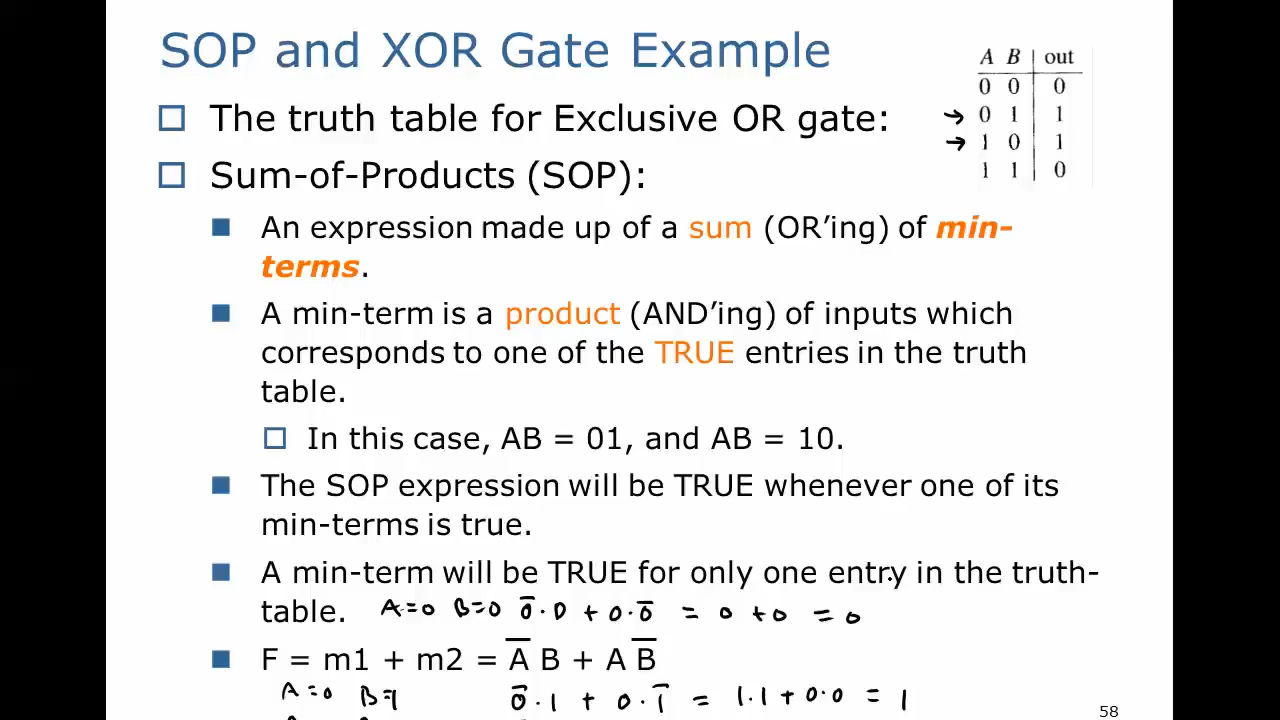 SOP and XOR Gate Example
A B | out
0 0 | 0
→ 0 1 | 1
→ 1 0 | 1
1 1 | 0
The truth table for Exclusive OR gate:
Sum-of-Products (SOP):
An expression made up of a sum (OR’ing) of min-
terms.
A min-term is a product (AND’ing) of inputs which
corresponds to one of the TRUE entries in the truth
table.
In this case, AB = 01, and AB = 10.
The SOP expression will be TRUE whenever one of its
min-terms is true.
A min-term will be TRUE for only one entry in the truth-
table. A=0 B=0 0̅·0 + 0·0̅ = 0 + 0 = 0
F = m1 + m2 = A̅ B + A B̅
A=0 B=1 0̅·1 + 0·1̅ = 1·1 + 0·0 = 1
58